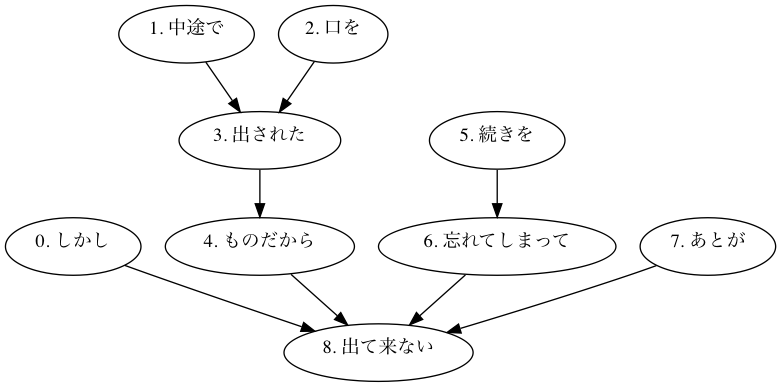 1. 中途で
2. 口を
3. 出された
5. 続きを
0. しかし
4. ものだから
6. 忘れてしまって
7. あとが
8. 出て来ない